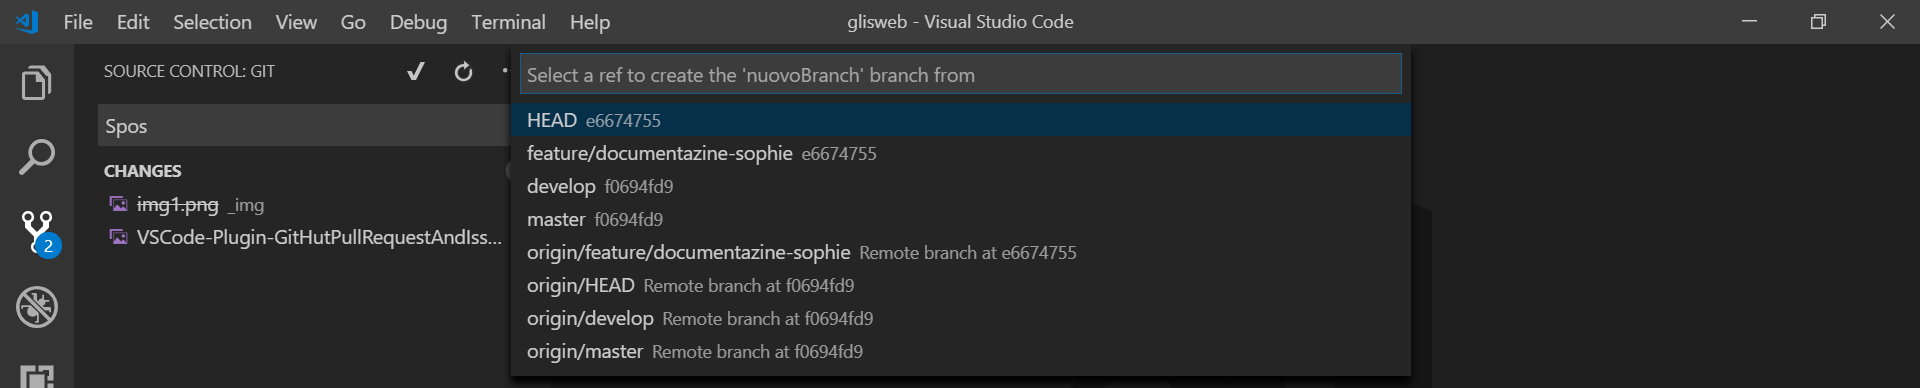 File Edit Selection View Go Debug Terminal Help glisweb - Visual Studio Code
SOURCE CONTROL: GIT
Select a ref to create the 'nuovoBranch' branch from
Spos
HEAD e6674755
feature/documentazine-sophie e6674755
CHANGES
develop f0694fd9
img1.png _img
master f0694fd9
VSCode-Plugin-GitHutPullRequestAndIss...
2
origin/feature/documentazine-sophie Remote branch at e6674755
origin/HEAD Remote branch at f0694fd9
origin/develop Remote branch at f0694fd9
origin/master Remote branch at f0694fd9